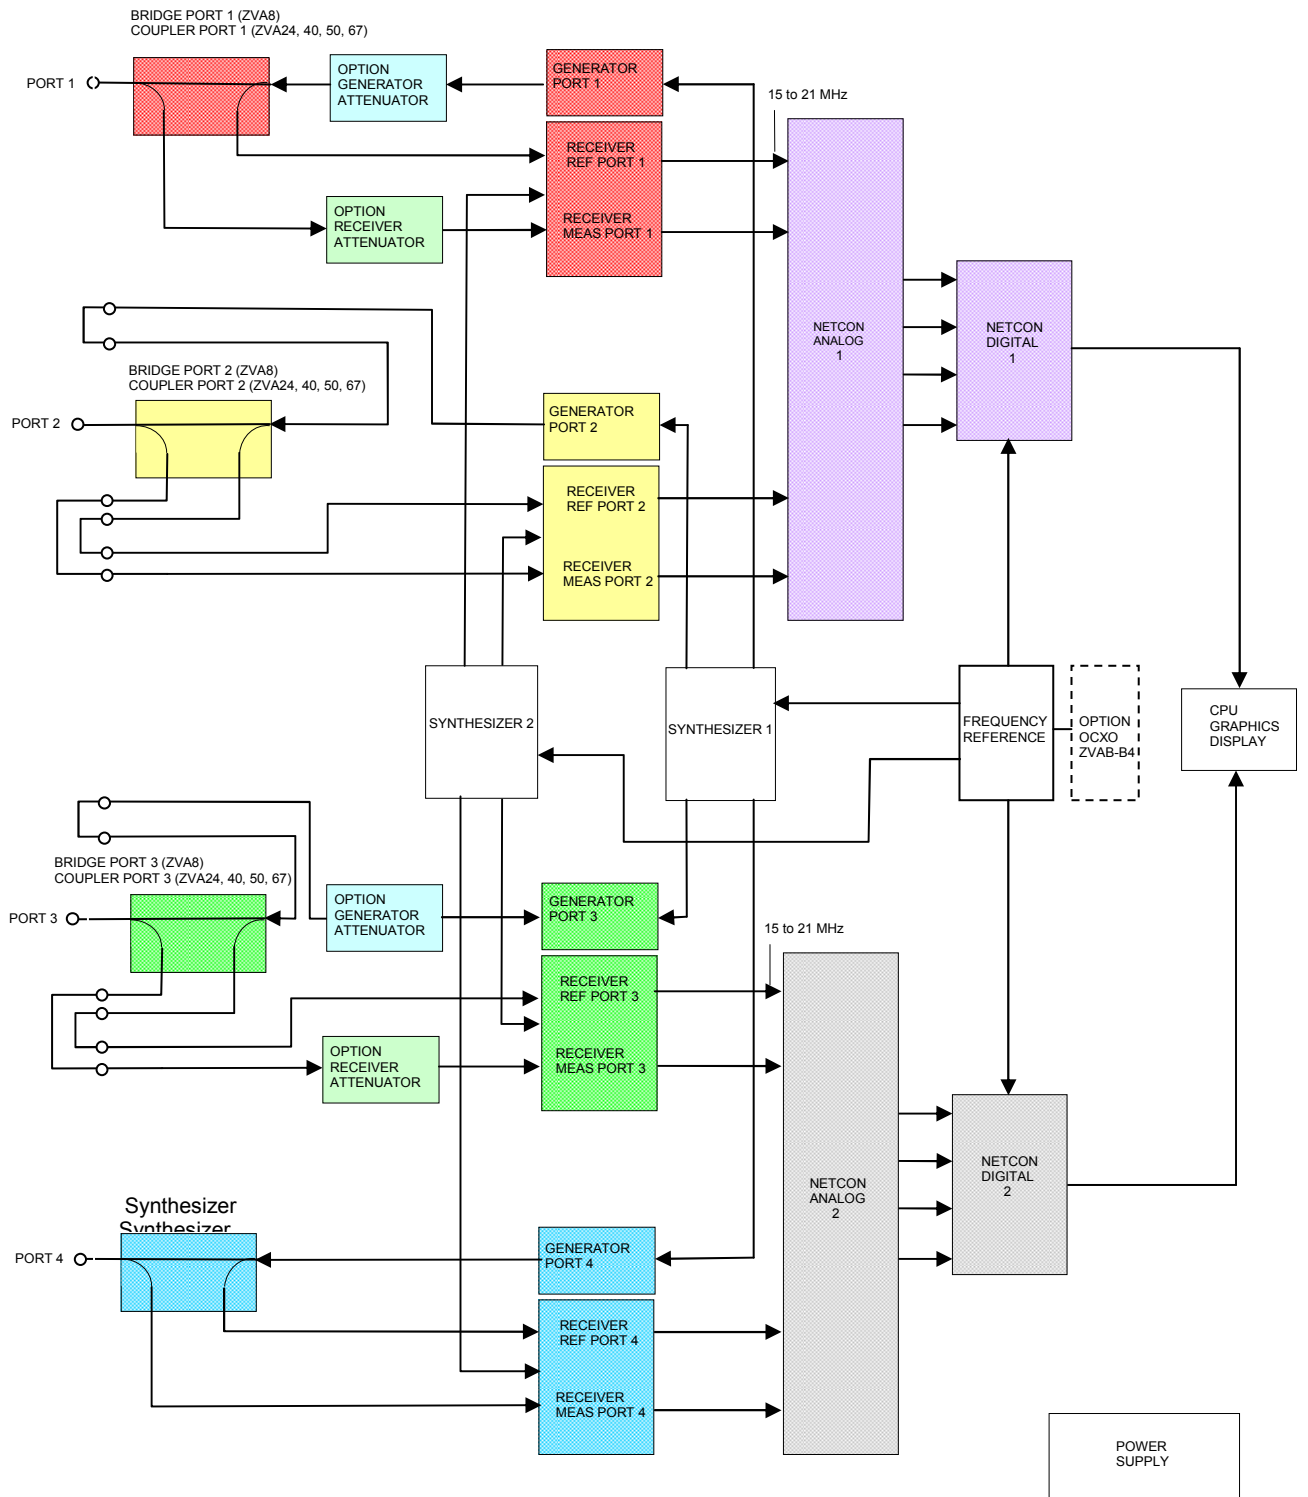 BRIDGE PORT 1 (ZVA8)
COUPLER PORT 1 (ZVA24, 40, 50, 67)
PORT 1
OPTION
GENERATOR
ATTENUATOR
GENERATOR
PORT 1
15 to 21 MHz
RECEIVER
REF PORT 1
OPTION
RECEIVER
ATTENUATOR
RECEIVER
MEAS PORT 1
NETCON
ANALOG
1
NETCON
DIGITAL
1
BRIDGE PORT 2 (ZVA8)
COUPLER PORT 2 (ZVA24, 40, 50, 67)
PORT 2
GENERATOR
PORT 2
RECEIVER
REF PORT 2
RECEIVER
MEAS PORT 2
SYNTHESIZER 2
SYNTHESIZER 1
FREQUENCY
REFERENCE
OPTION
OCXO
ZVAB-B4
CPU
GRAPHICS
DISPLAY
BRIDGE PORT 3 (ZVA8)
COUPLER PORT 3 (ZVA24, 40, 50, 67)
PORT 3
OPTION
GENERATOR
ATTENUATOR
GENERATOR
PORT 3
15 to 21 MHz
RECEIVER
REF PORT 3
OPTION
RECEIVER
ATTENUATOR
RECEIVER
MEAS PORT 3
NETCON
ANALOG
2
NETCON
DIGITAL
2
Synthesizer
Synthesizer
PORT 4
GENERATOR
PORT 4
RECEIVER
REF PORT 4
RECEIVER
MEAS PORT 4
POWER
SUPPLY